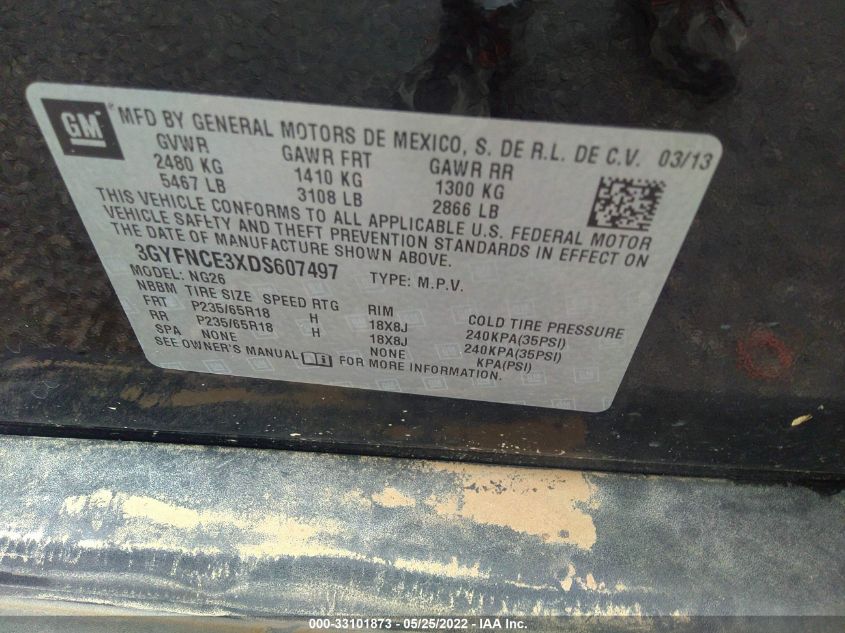 GM
MFD BY GENERAL MOTORS DE MEXICO, S. DE R.L. DE C.V. 03/13
GVWR GAWR FRT GAWR RR
2480 KG 1410 KG 1300 KG
5467 LB 3108 LB 2866 LB
THIS VEHICLE CONFORMS TO ALL APPLICABLE U.S. FEDERAL MOTOR
VEHICLE SAFETY AND THEFT PREVENTION STANDARDS IN EFFECT ON
THE DATE OF MANUFACTURE SHOWN ABOVE.
3GYFNCE3XDS607497 TYPE: M.P.V.
MODEL: NG26
NBBM TIRE SIZE SPEED RTG RIM COLD TIRE PRESSURE
FRT P235/65R18 H 18X8J 240KPA(35PSI)
RR P235/65R18 H 18X8J 240KPA(35PSI)
SPA NONE NONE KPA(PSI)
SEE OWNER'S MANUAL FOR MORE INFORMATION
000-33101873 - 05/25/2022 - IAA Inc.